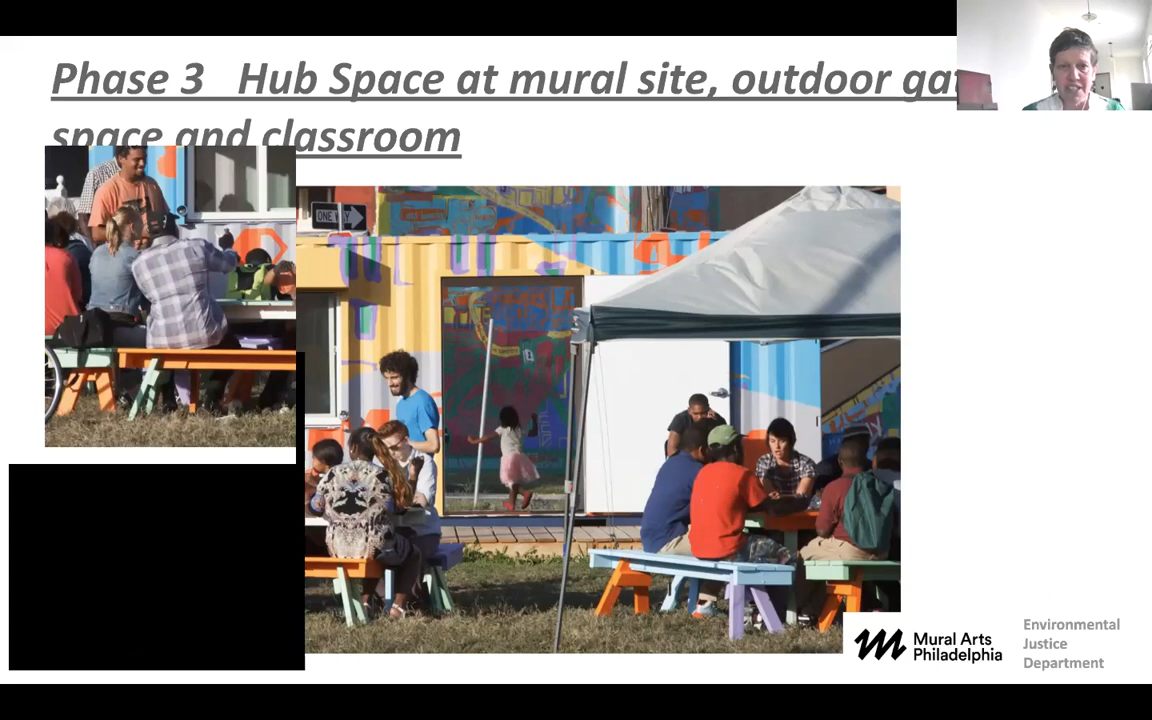 Phase 3 Hub Space at mural site, outdoor
space and classroom
ONE WAY
Mural Arts
Philadelphia
Environmental
Justice
Department